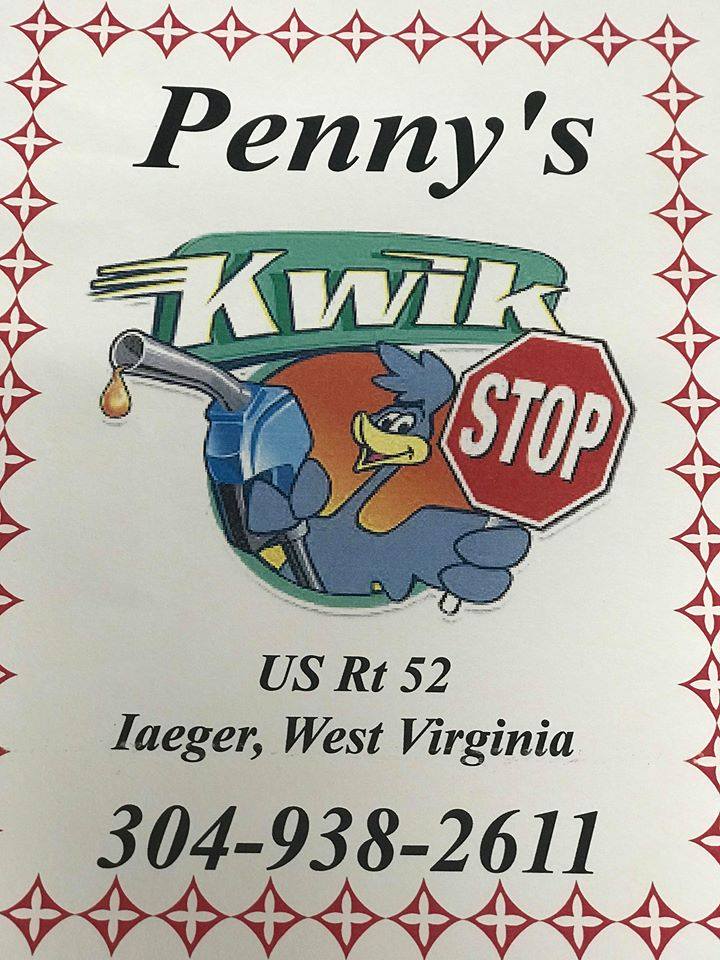 Penny's
Kwik
STOP
US Rt 52
Iaeger, West Virginia
304-938-2611